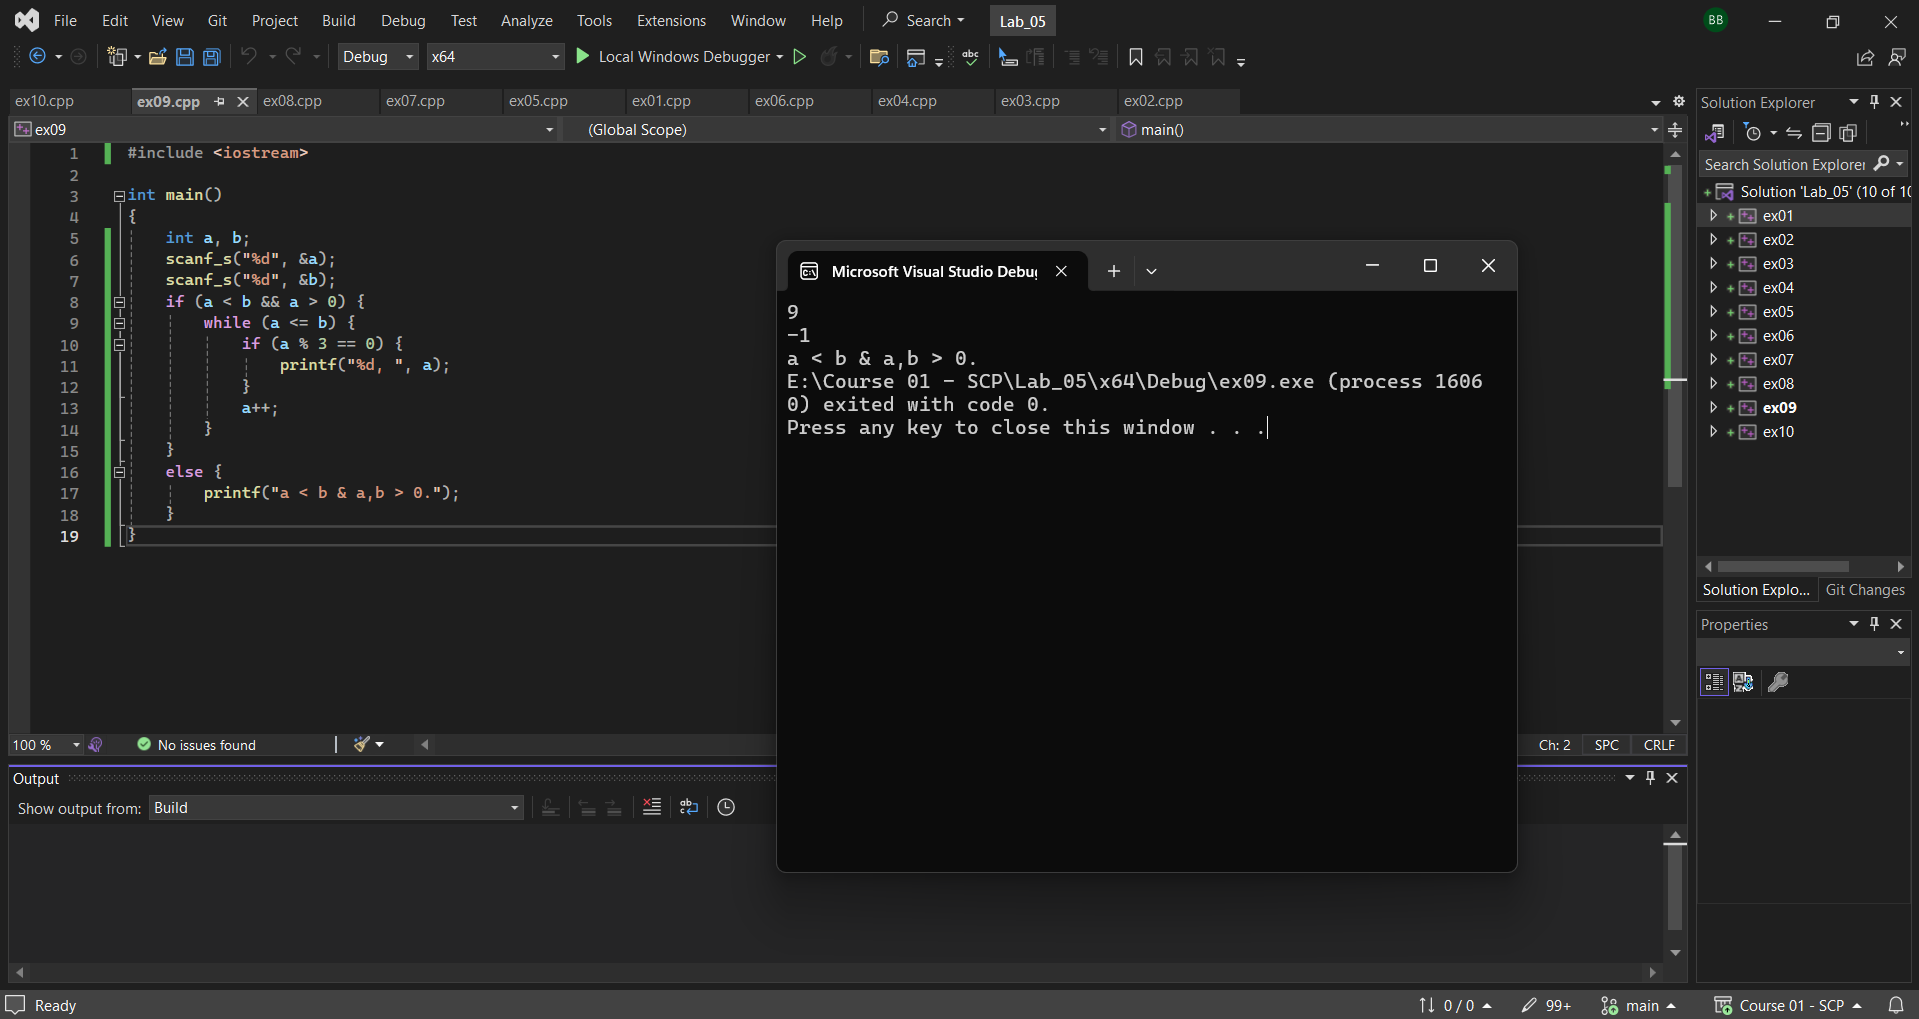 File Edit View Git Project Build Debug Test Analyze Tools Extensions Window Help Search Lab_05 BB
Debug x64 Local Windows Debugger abc
ex10.cpp ex09.cpp ex08.cpp ex07.cpp ex05.cpp ex01.cpp ex06.cpp ex04.cpp ex03.cpp ex02.cpp
ex09 (Global Scope) main()
1 #include <iostream>
2
3 int main()
4 {
5 int a, b;
6 scanf_s("%d", &a);
7 scanf_s("%d", &b);
8 if (a < b && a > 0) {
9 while (a <= b) {
10 if (a % 3 == 0) {
11 printf("%d, ", a);
12 }
13 a++;
14 }
15 }
16 else {
17 printf("a < b & a,b > 0.");
18 }
19 }
Microsoft Visual Studio Debug
9
-1
a < b & a,b > 0.
E:\Course 01 - SCP\Lab_05\x64\Debug\ex09.exe (process 1606
0) exited with code 0.
Press any key to close this window . . .
Solution Explorer
Search Solution Explorer
Solution 'Lab_05' (10 of 10
ex01
ex02
ex03
ex04
ex05
ex06
ex07
ex08
ex09
ex10
Solution Explo... Git Changes
Properties
100 % No issues found Ch: 2 SPC CRLF
Output
Show output from: Build
Ready 0 / 0 99+ main Course 01 - SCP